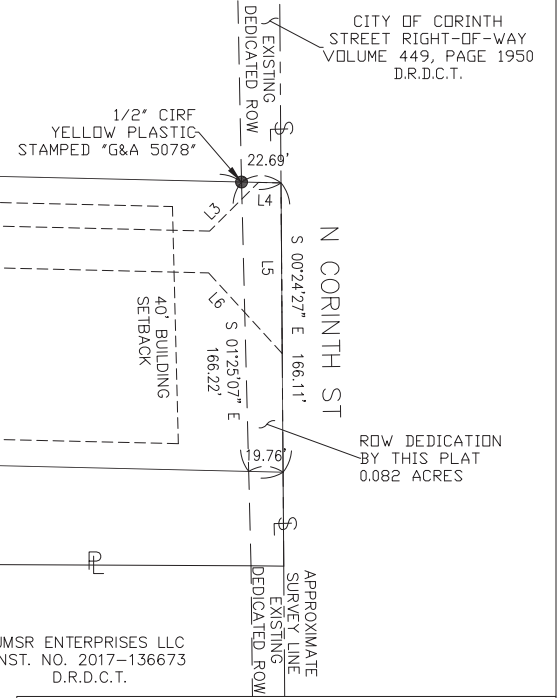 CITY OF CORINTH
STREET RIGHT-OF-WAY
VOLUME 449, PAGE 1950
D.R.D.C.T.
EXISTING
DEDICATED ROW
1/2" CIRF
YELLOW PLASTIC
STAMPED "G&A 5078"
22.69'
L3
L4
L5
L6
N CORINTH ST
S 00°24'27" E 166.11'
S 01°25'07" E
166.22'
40' BUILDING
SETBACK
ROW DEDICATION
BY THIS PLAT
0.082 ACRES
19.76'
APPROXIMATE
SURVEY LINE
EXISTING
DEDICATED ROW
UMSR ENTERPRISES LLC
NST. NO. 2017-136673
D.R.D.C.T.